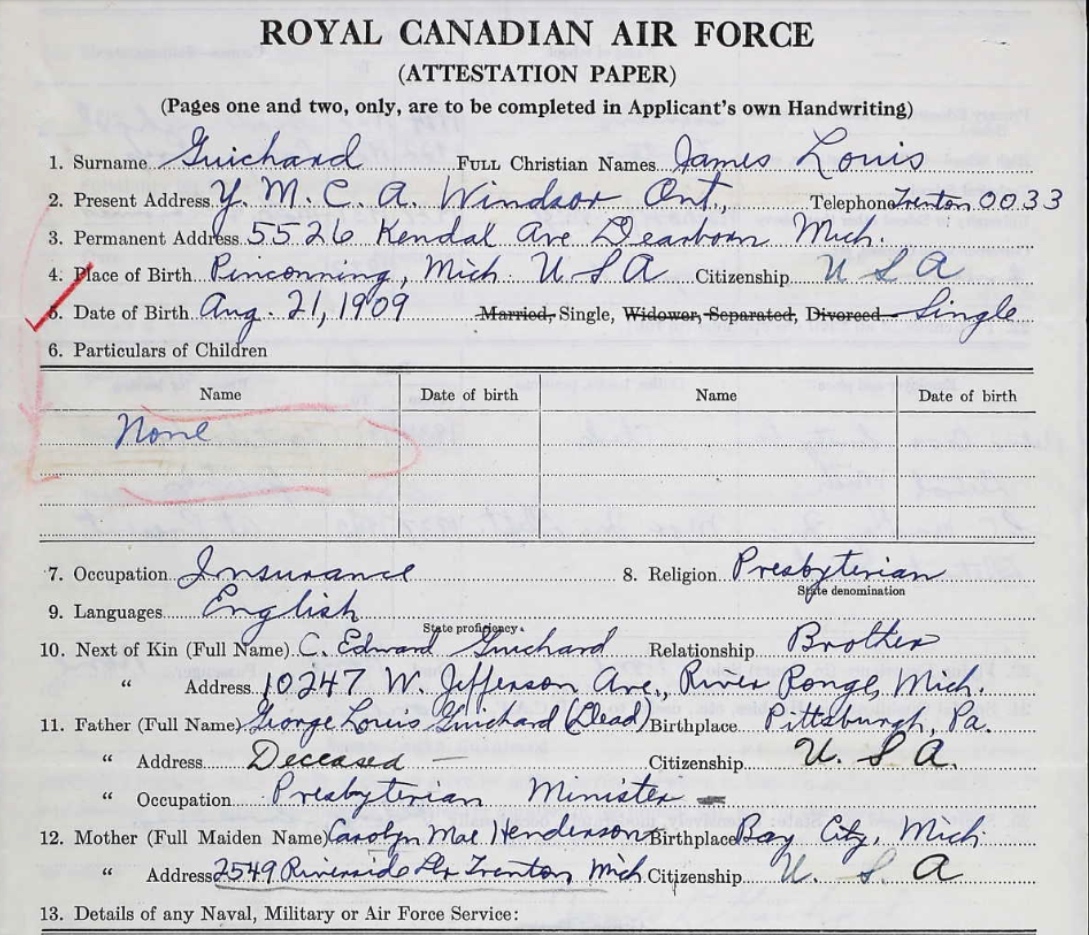 ROYAL CANADIAN AIR FORCE
(ATTESTATION PAPER)
(Pages one and two, only, are to be completed in Applicant's own Handwriting)
1. Surname Guichard FULL Christian Names James Louis
2. Present Address Y. M. C. A. Windsor Ont., Telephone Trenton 0033
3. Permanent Address 5526 Kendal Ave Dearborn Mich.
4. Place of Birth Pinconning, Mich. U S A Citizenship U S A
5. Date of Birth Aug. 21, 1909 Married, Single, Widower, Separated, Divorced Single
6. Particulars of Children
Name Date of birth Name Date of birth
None
7. Occupation Insurance 8. Religion Presbyterian
State denomination
9. Languages English
State proficiency.
10. Next of Kin (Full Name) C. Edward Guichard Relationship Brother
" Address 10247 W. Jefferson Ave., River Rouge, Mich.
11. Father (Full Name) George Louis Guichard (Dead) Birthplace Pittsburgh, Pa.
" Address Deceased — Citizenship U. S A.
" Occupation Presbyterian Minister
12. Mother (Full Maiden Name) Carolyn Mae Henderson Birthplace Bay City, Mich
" Address 2549 Riverside Trenton, Mich. Citizenship U. S. A
13. Details of any Naval, Military or Air Force Service: